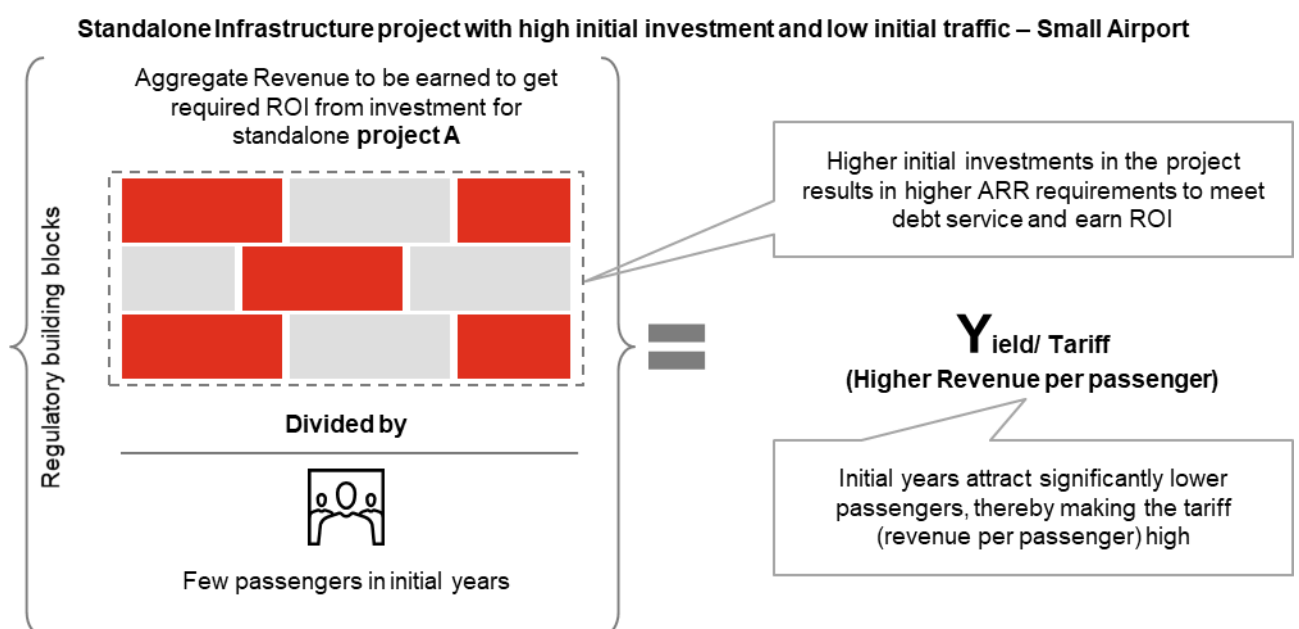 Standalone Infrastructure project with high initial investment and low initial traffic – Small Airport
Regulatory building blocks
Aggregate Revenue to be earned to get
required ROI from investment for
standalone project A
Divided by
Few passengers in initial years
Higher initial investments in the project
results in higher ARR requirements to meet
debt service and earn ROI
Yield/ Tariff
(Higher Revenue per passenger)
Initial years attract significantly lower
passengers, thereby making the tariff
(revenue per passenger) high